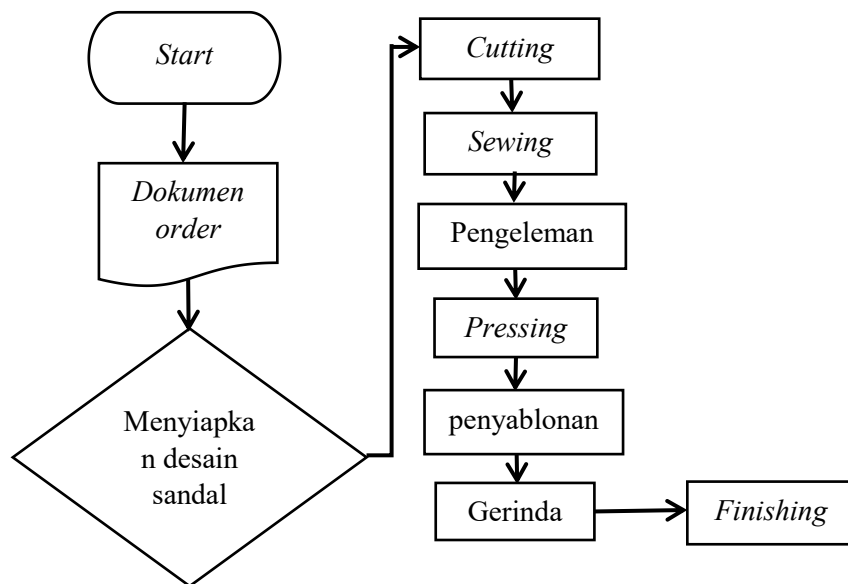 Start
Dokumen
order
Menyiapka
n desain
sandal
Cutting
Sewing
Pengeleman
Pressing
penyablonan
Gerinda
Finishing